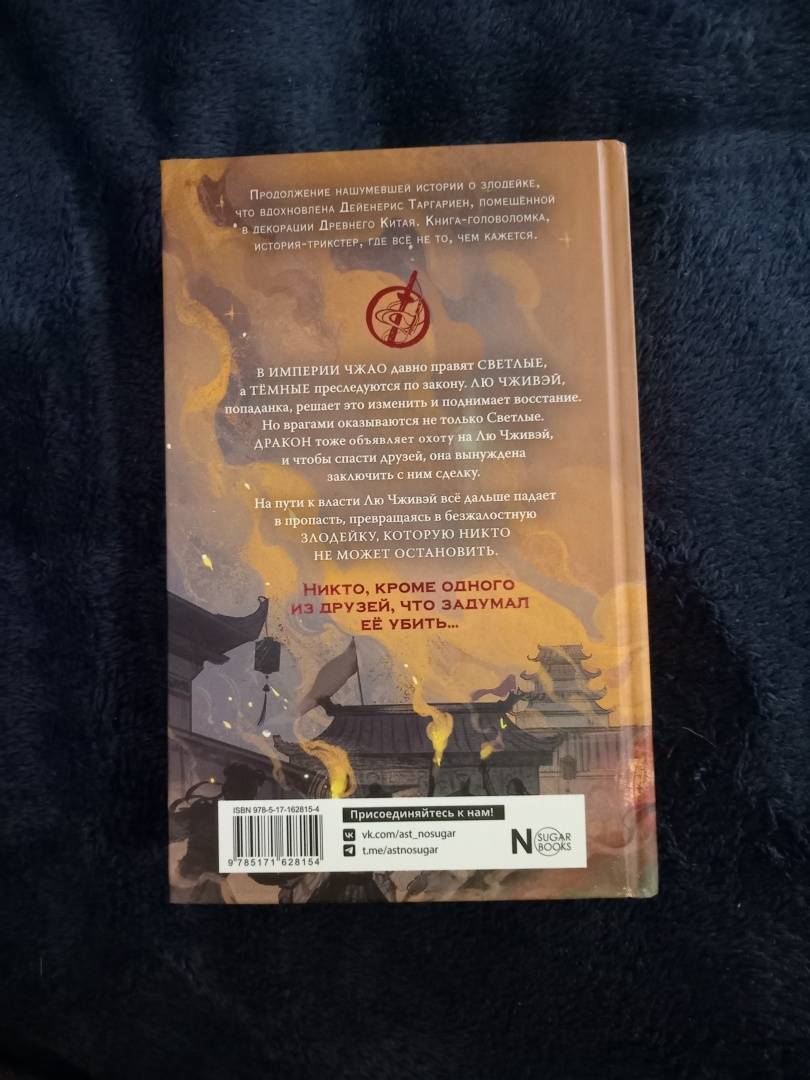 Продолжение нашумевшей истории о злодейке,
что вдохновлена Дейенерис Таргариен, помещённой
в декорации Древнего Китая. Книга-головоломка,
история-трикстер, где всё не то, чем кажется.
В ИМПЕРИИ ЧЖАО давно правят СВЕТЛЫЕ,
а ТЁМНЫЕ преследуются по закону. ЛЮ ЧЖИВЭЙ,
попаданка, решает это изменить и поднимает восстание.
Но врагами оказываются не только Светлые.
ДРАКОН тоже объявляет охоту на Лю Чживэй,
и чтобы спасти друзей, она вынуждена
заключить с ним сделку.
На пути к власти Лю Чживэй всё дальше падает
в пропасть, превращаясь в безжалостную
ЗЛОДЕЙКУ, КОТОРУЮ НИКТО
НЕ МОЖЕТ ОСТАНОВИТЬ.
Никто, кроме одного
из друзей, что задумал
её убить...
ISBN 978-5-17-162815-4
9 785171 628154
Присоединяйтесь к нам!
vk.com/ast_nosugar
t.me/astnosugar
N SUGAR
BOOKS